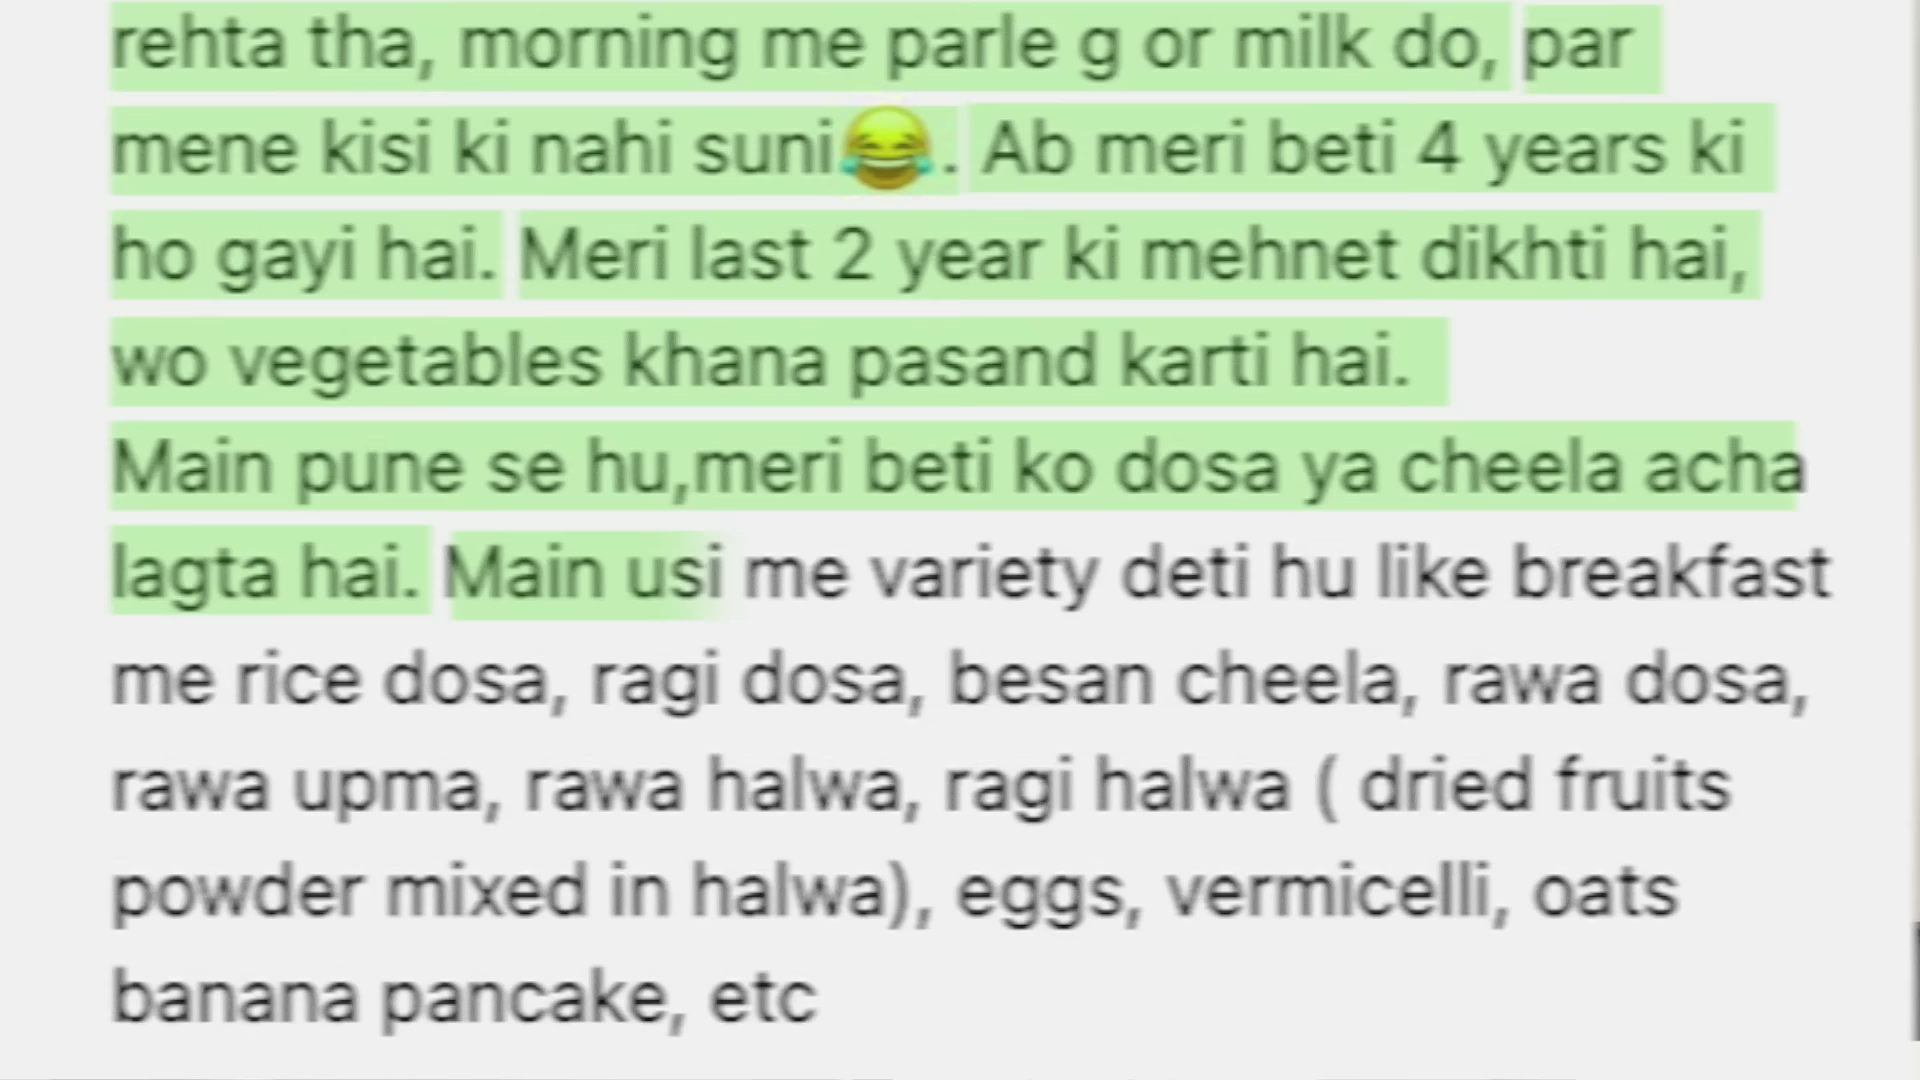 rehta tha, morning me parle g or milk do, par
mene kisi ki nahi suni😂. Ab meri beti 4 years ki
ho gayi hai. Meri last 2 year ki mehnet dikhti hai,
wo vegetables khana pasand karti hai.
Main pune se hu,meri beti ko dosa ya cheela acha
lagta hai. Main usi me variety deti hu like breakfast
me rice dosa, ragi dosa, besan cheela, rawa dosa,
rawa upma, rawa halwa, ragi halwa ( dried fruits
powder mixed in halwa), eggs, vermicelli, oats
banana pancake, etc